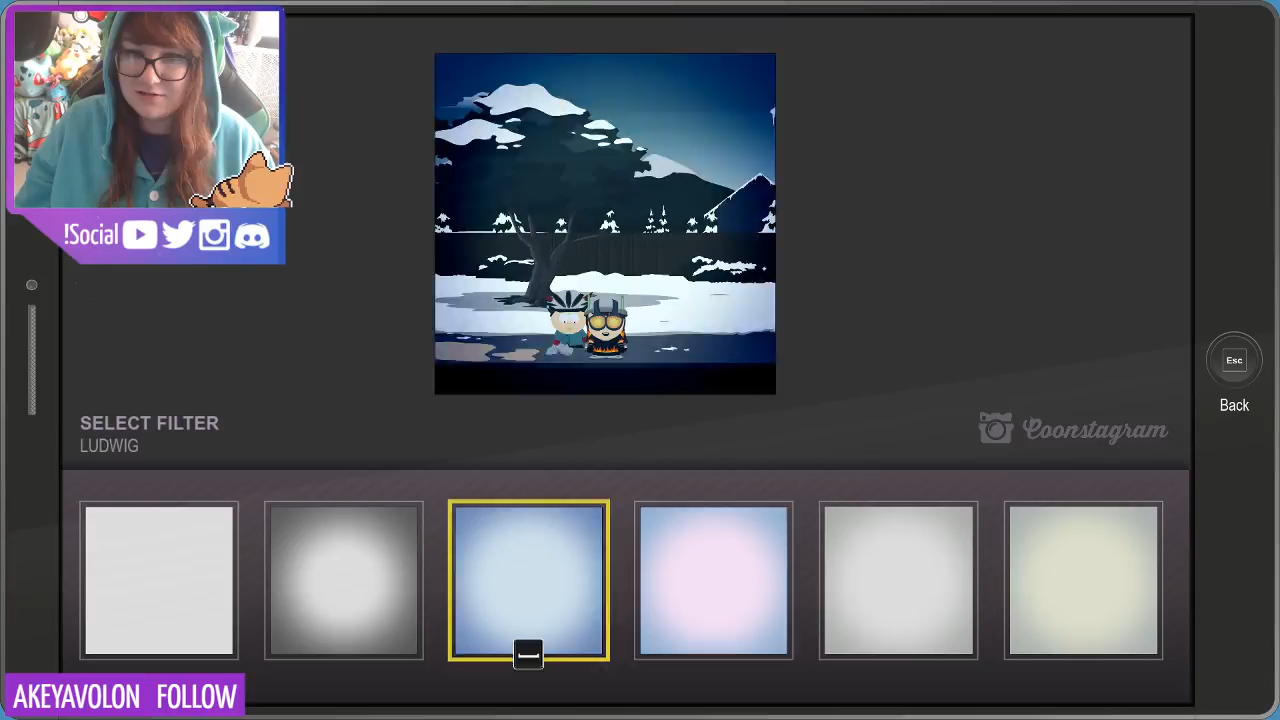 !Social
Esc
Back
SELECT FILTER
LUDWIG
Coonstagram
AKEYAVOLON FOLLOW